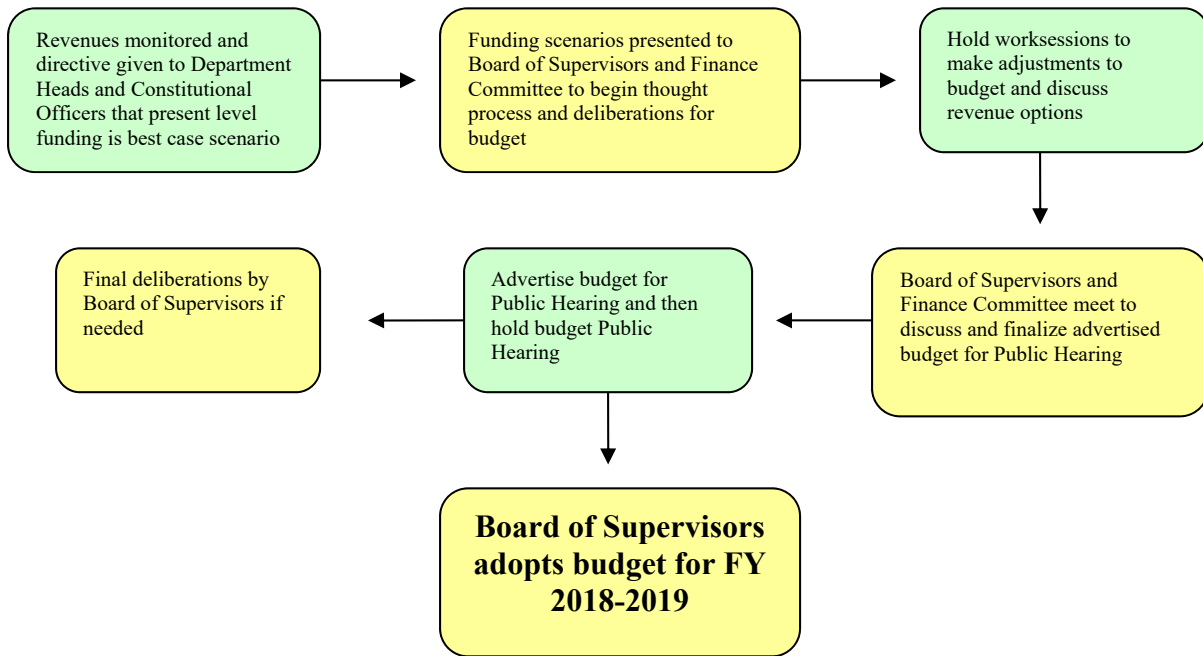 Revenues monitored and
directive given to Department
Heads and Constitutional
Officers that present level
funding is best case scenario
Funding scenarios presented to
Board of Supervisors and Finance
Committee to begin thought
process and deliberations for
budget
Hold worksessions to
make adjustments to
budget and discuss
revenue options
Board of Supervisors and
Finance Committee meet to
discuss and finalize advertised
budget for Public Hearing
Advertise budget for
Public Hearing and then
hold budget Public
Hearing
Final deliberations by
Board of Supervisors if
needed
Board of Supervisors
adopts budget for FY
2018-2019